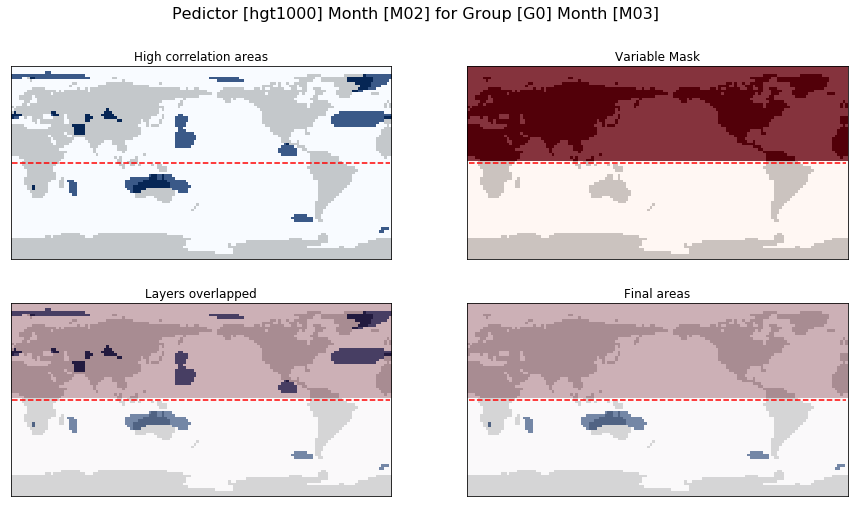 Pedictor [hgt1000] Month [M02] for Group [G0] Month [M03]
High correlation areas
Variable Mask
Layers overlapped
Final areas